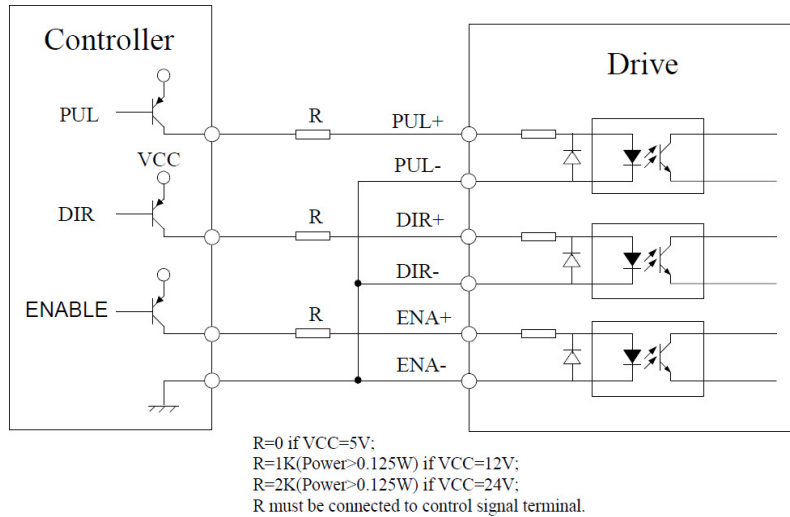 Controller
Drive
PUL
R
PUL+
PUL-
VCC
DIR
R
DIR+
DIR-
ENABLE
R
ENA+
ENA-
R=0 if VCC=5V;
R=1K(Power>0.125W) if VCC=12V;
R=2K(Power>0.125W) if VCC=24V;
R must be connected to control signal terminal.